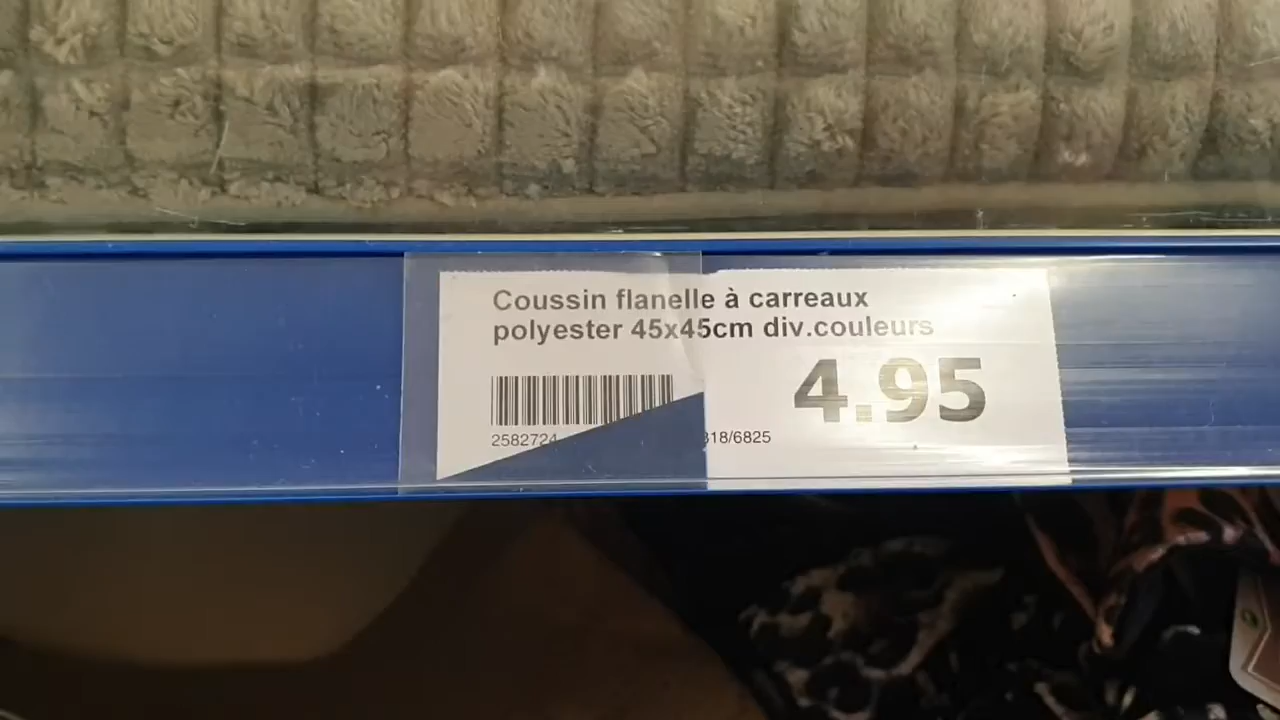 Coussin flanelle à carreaux
polyester 45x45cm div.couleurs
4.95
2582724 318/6825